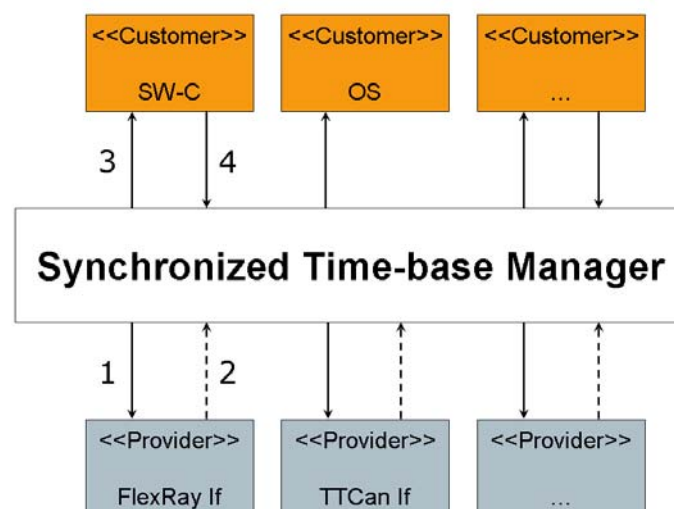 <<Customer>> <<Customer>> <<Customer>>
SW-C OS ...
3 4
Synchronized Time-base Manager
1 2
<<Provider>> <<Provider>> <<Provider>>
FlexRay If TTCan If ...